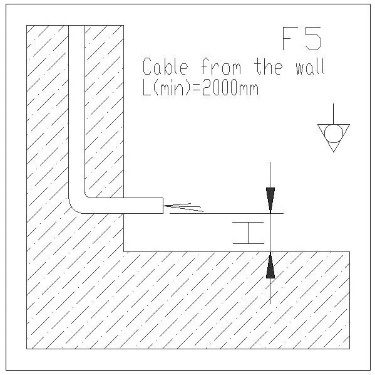 F5
Cable from the wall
L(min)=2000mm
H